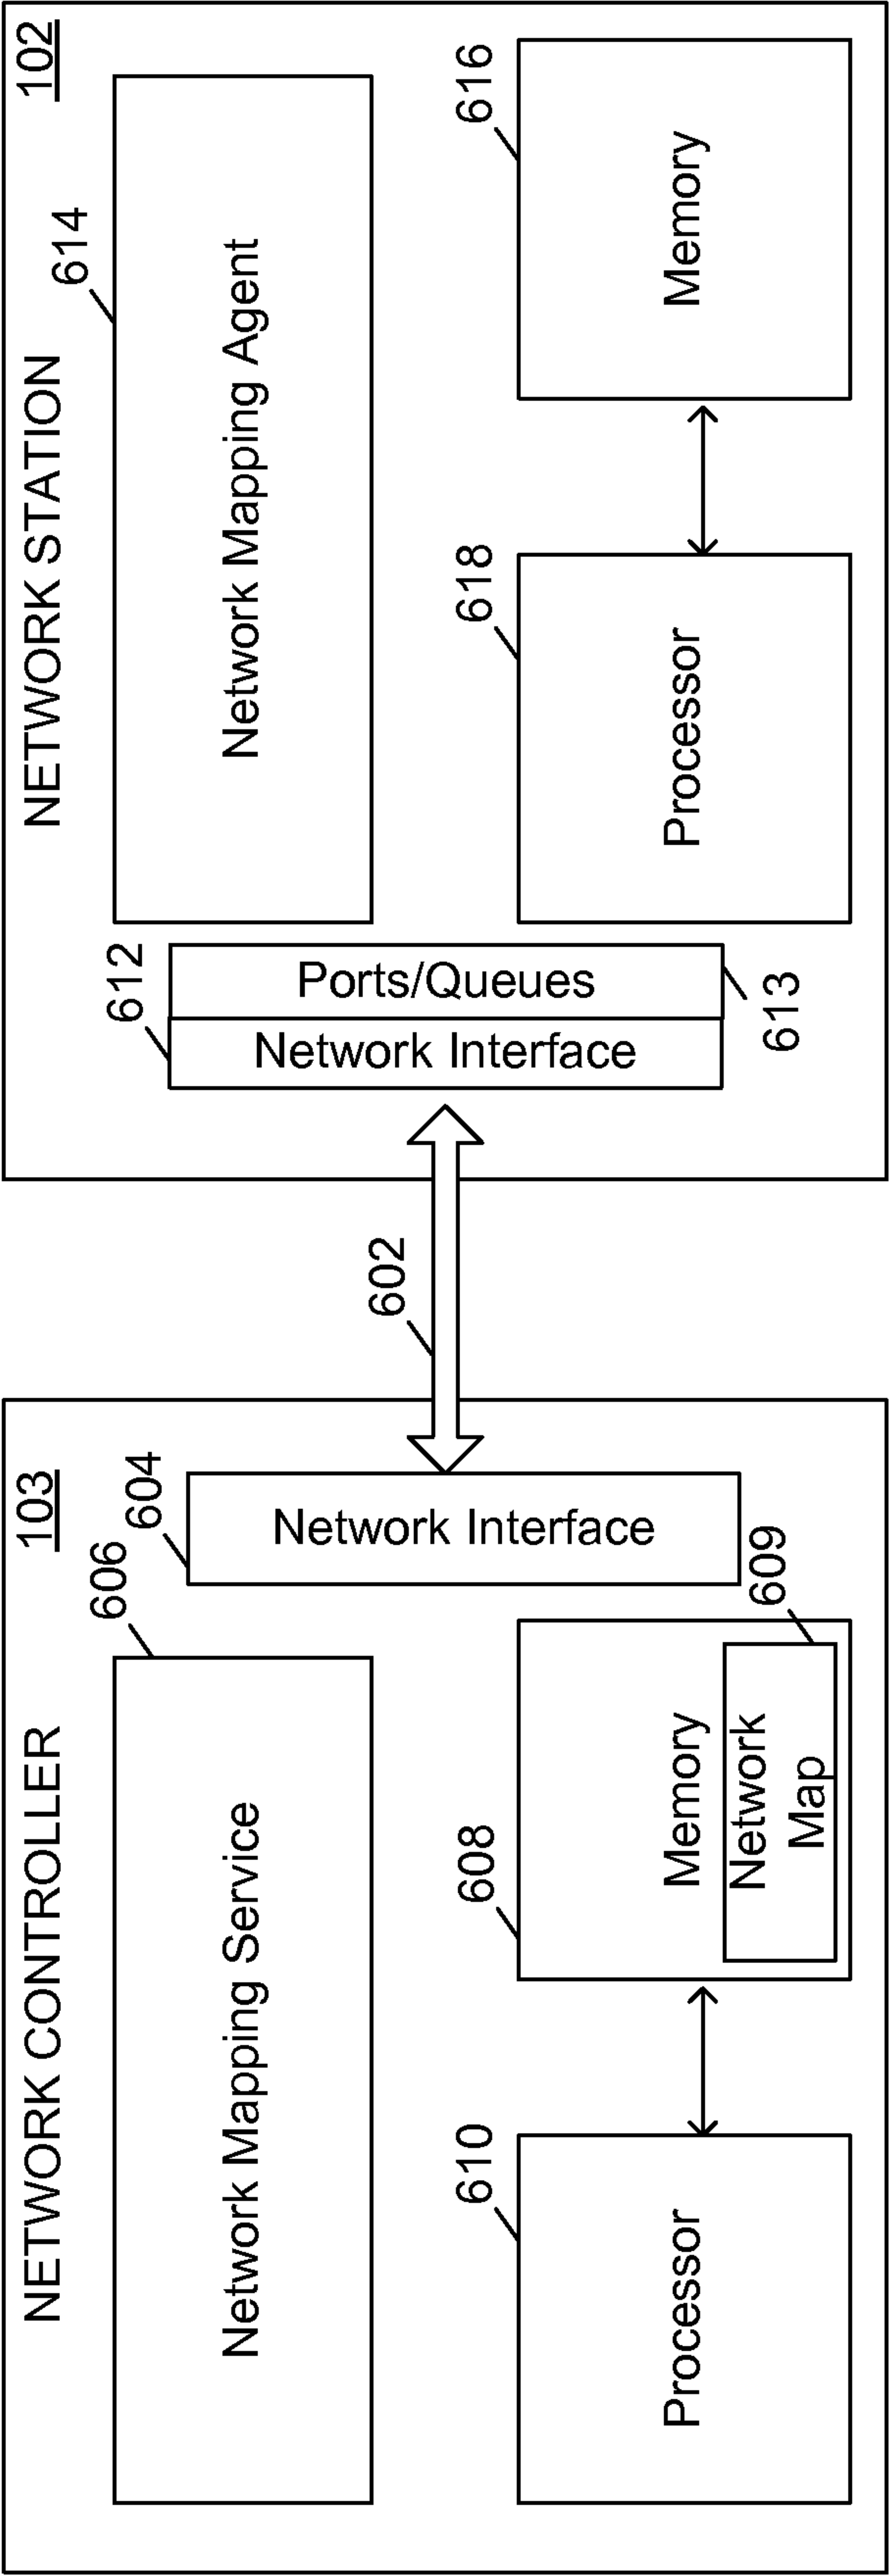 NETWORK CONTROLLER
103
606
604
Network Mapping Service
Network Interface
610
608
Processor
Memory
Network
Map
609
602
NETWORK STATION
102
612
614
Network Interface
Ports/Queues
613
Network Mapping Agent
618
616
Processor
Memory